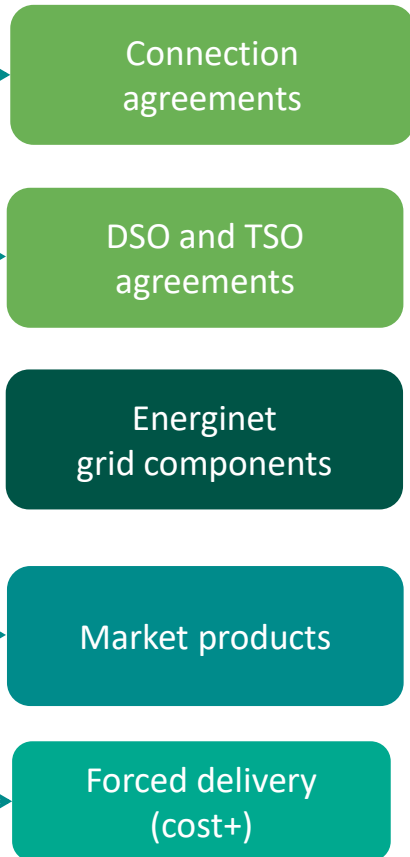 Connection
agreements
DSO and TSO
agreements
Energinet
grid components
Market products
Forced delivery
(cost+)